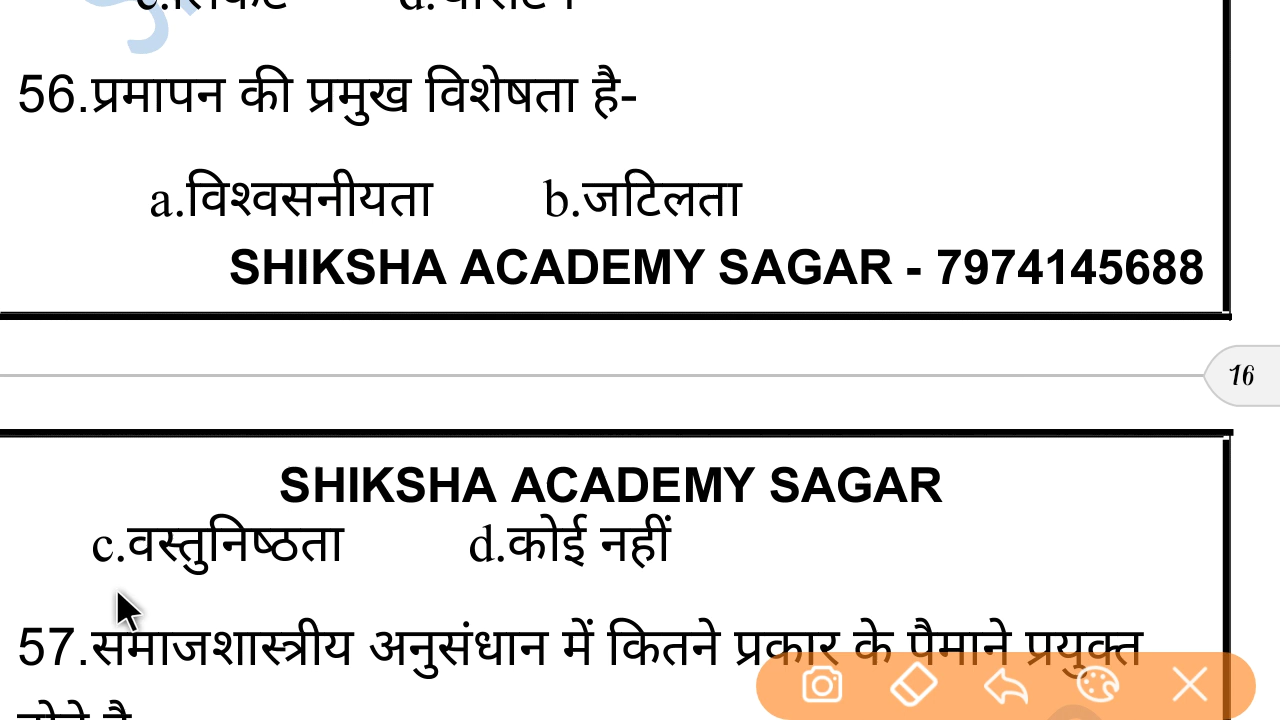 56.प्रमापन की प्रमुख विशेषता है-
a.विश्वसनीयता b.जटिलता
SHIKSHA ACADEMY SAGAR - 7974145688
16
SHIKSHA ACADEMY SAGAR
c.वस्तुनिष्ठता d.कोई नहीं
57.समाजशास्त्रीय अनुसंधान में कितने प्रकार के पैमाने प्रयुक्त